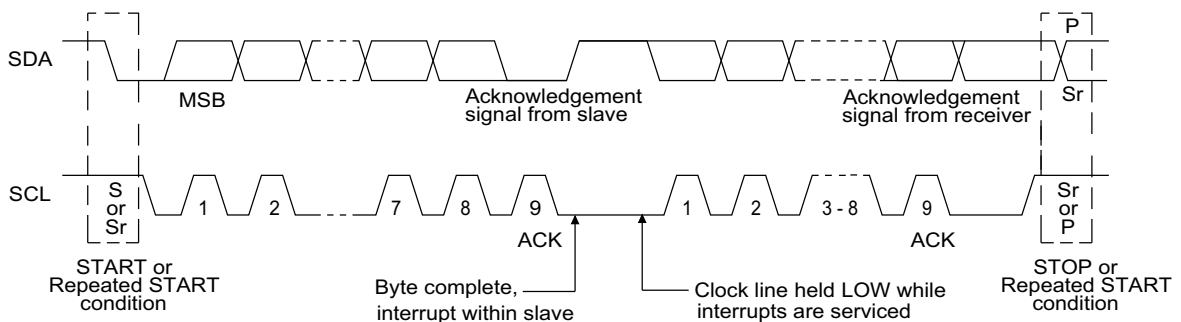 P
SDA
MSB
Acknowledgement
signal from slave
Acknowledgement
signal from receiver
Sr
SCL
S
or
Sr
1
2
7
8
9
1
2
3 - 8
9
Sr
or
P
ACK
ACK
START or
Repeated START
condition
Byte complete,
interrupt within slave
Clock line held LOW while
interrupts are serviced
STOP or
Repeated START
condition